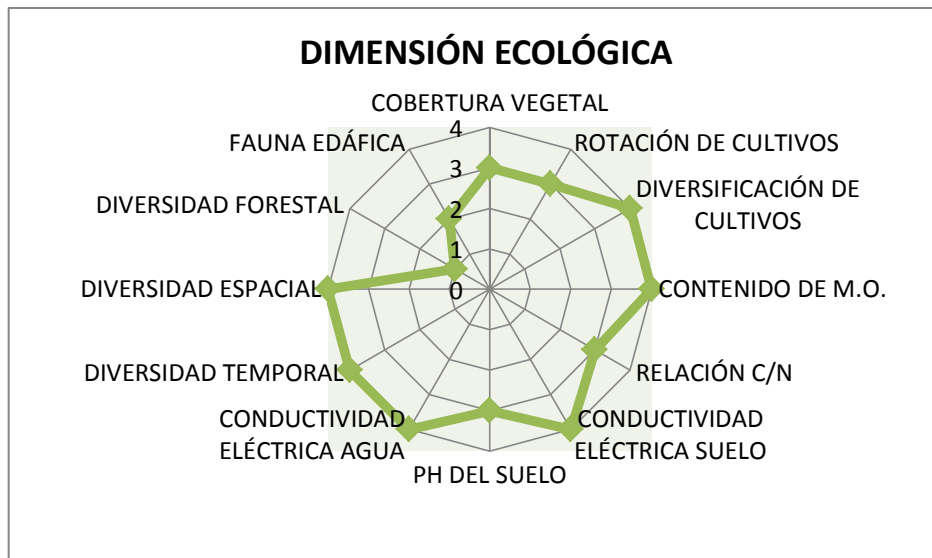 DIMENSIÓN ECOLÓGICA
COBERTURA VEGETAL
ROTACIÓN DE CULTIVOS
DIVERSIFICACIÓN DE
CULTIVOS
CONTENIDO DE M.O.
RELACIÓN C/N
CONDUCTIVIDAD
ELÉCTRICA SUELO
PH DEL SUELO
CONDUCTIVIDAD
ELÉCTRICA AGUA
DIVERSIDAD TEMPORAL
DIVERSIDAD ESPACIAL
DIVERSIDAD FORESTAL
FAUNA EDÁFICA
4
3
2
1
0